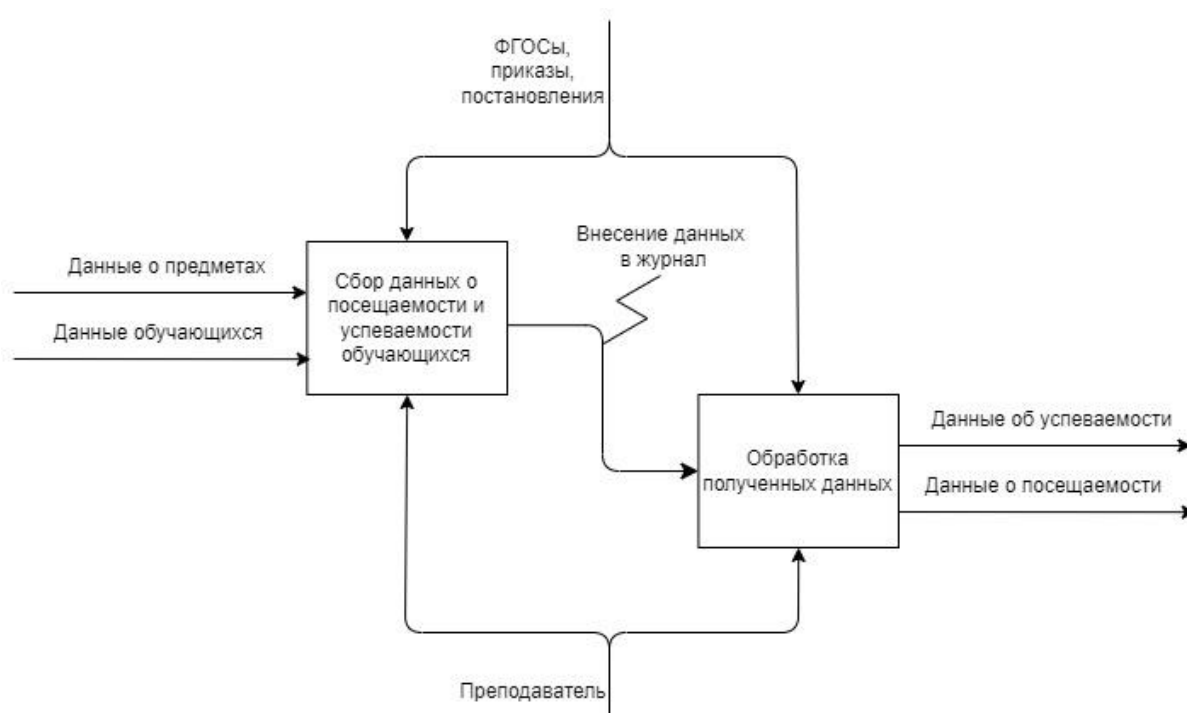 ФГОСы,
приказы,
постановления
Внесение данных
в журнал
Данные о предметах
Данные обучающихся
Сбор данных о
посещаемости и
успеваемости
обучающихся
Обработка
полученных данных
Данные об успеваемости
Данные о посещаемости
Преподаватель